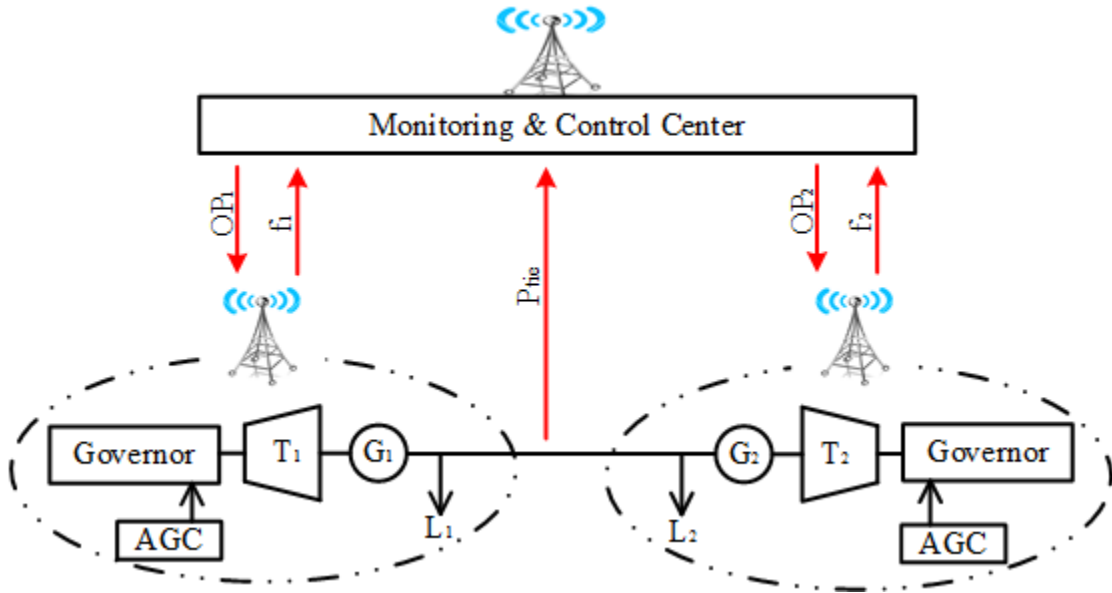 Monitoring & Control Center
OP₁
f₁
Pₜᵢₑ
OP₂
f₂
Governor
T₁
G₁
G₂
T₂
Governor
L₁
L₂
AGC
AGC